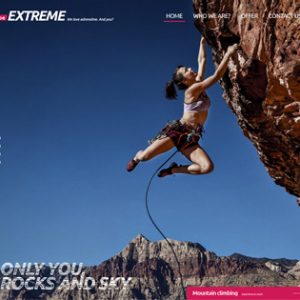 EXTREME We love adrenaline. And you?
HOME WHO WE ARE? OFFER CONTACT US
ONLY YOU,
ROCKS AND SKY
Mountain climbing